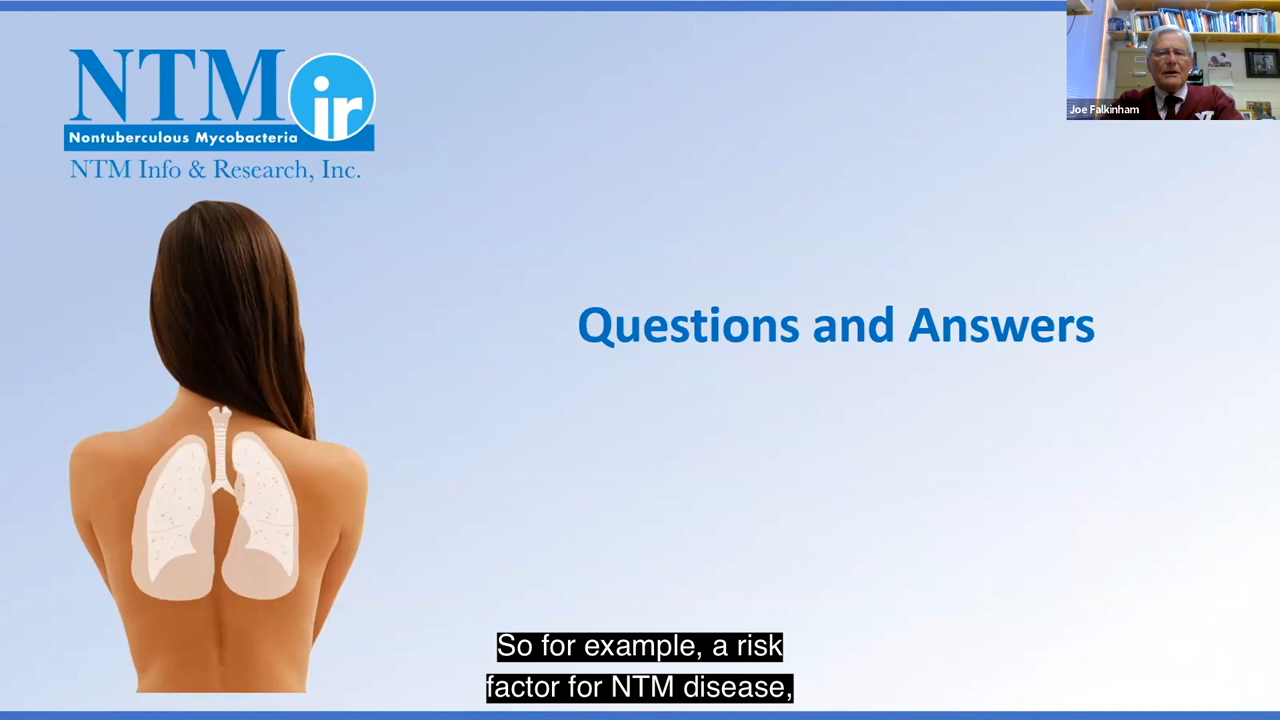 NTM
ir
Nontuberculous Mycobacteria
NTM Info & Research, Inc.
Joe Falkinham
Questions and Answers
So for example, a risk
factor for NTM disease,